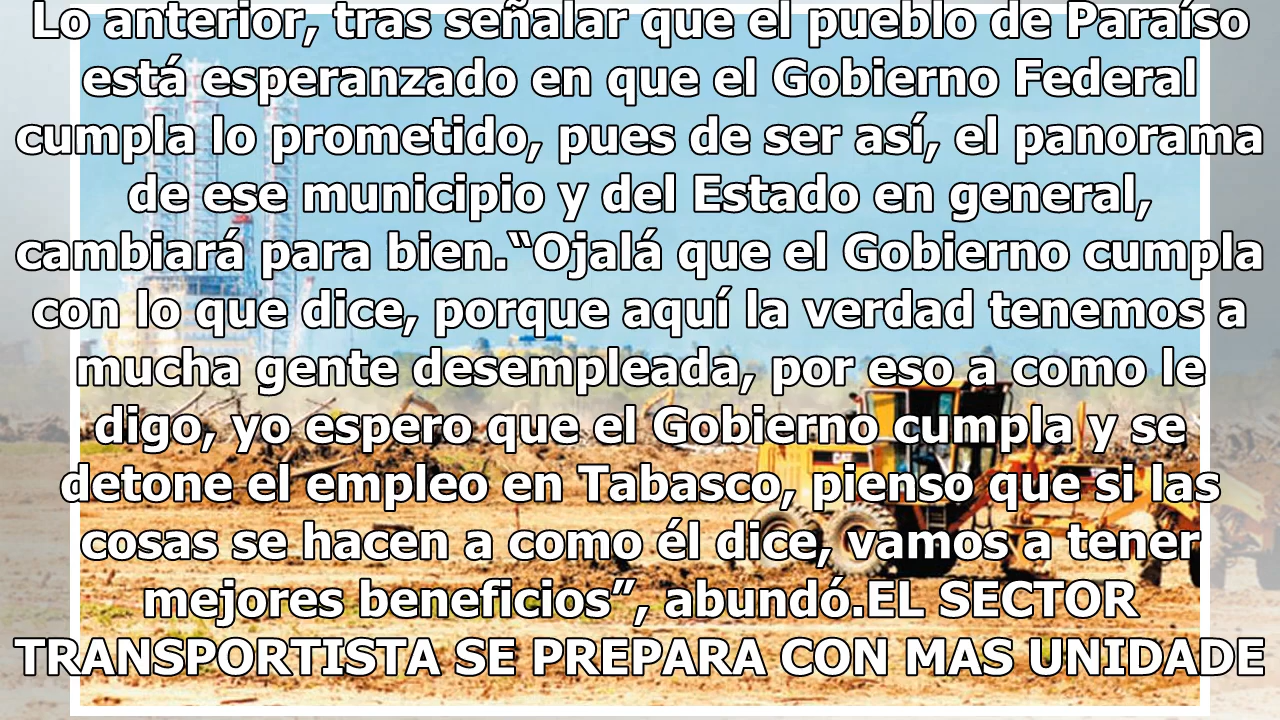 Lo anterior, tras señalar que el pueblo de Paraíso
está esperanzado en que el Gobierno Federal
cumpla lo prometido, pues de ser así, el panorama
de ese municipio y del Estado en general,
cambiará para bien.“Ojalá que el Gobierno cumpla
con lo que dice, porque aquí la verdad tenemos a
mucha gente desempleada, por eso a como le
digo, yo espero que el Gobierno cumpla y se
detone el empleo en Tabasco, pienso que si las
cosas se hacen a como él dice, vamos a tener
mejores beneficios”, abundó.EL SECTOR
TRANSPORTISTA SE PREPARA CON MAS UNIDADE
CAT